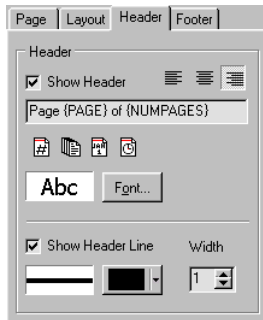 Page Layout Header Footer
Header
Show Header
Page {PAGE} of {NUMPAGES}
#
Abc Font...
Show Header Line Width
1